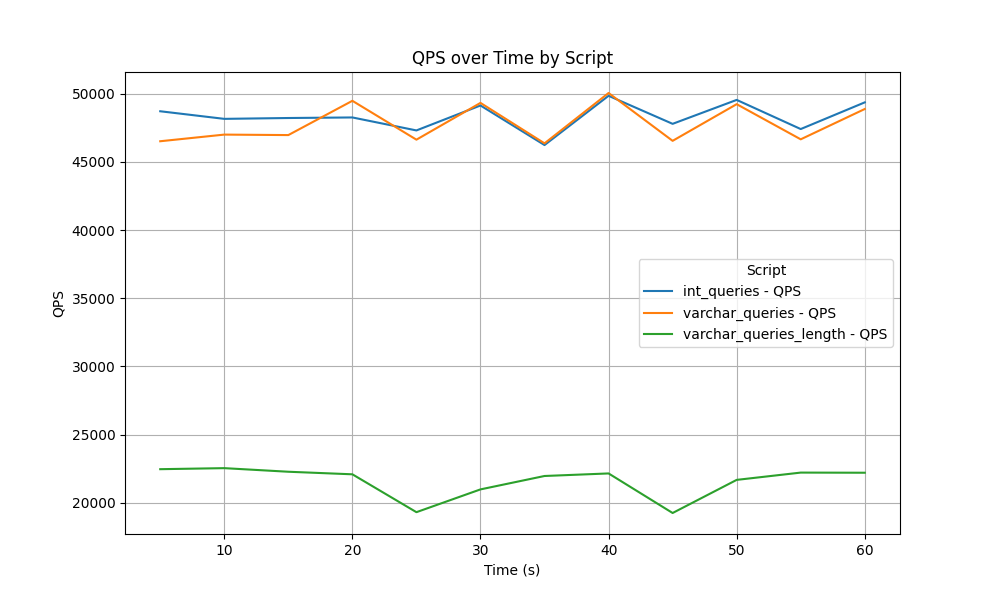 QPS over Time by Script
50000
45000
40000
35000
30000
25000
20000
QPS
Script
int_queries - QPS
varchar_queries - QPS
varchar_queries_length - QPS
10 20 30 40 50 60
Time (s)